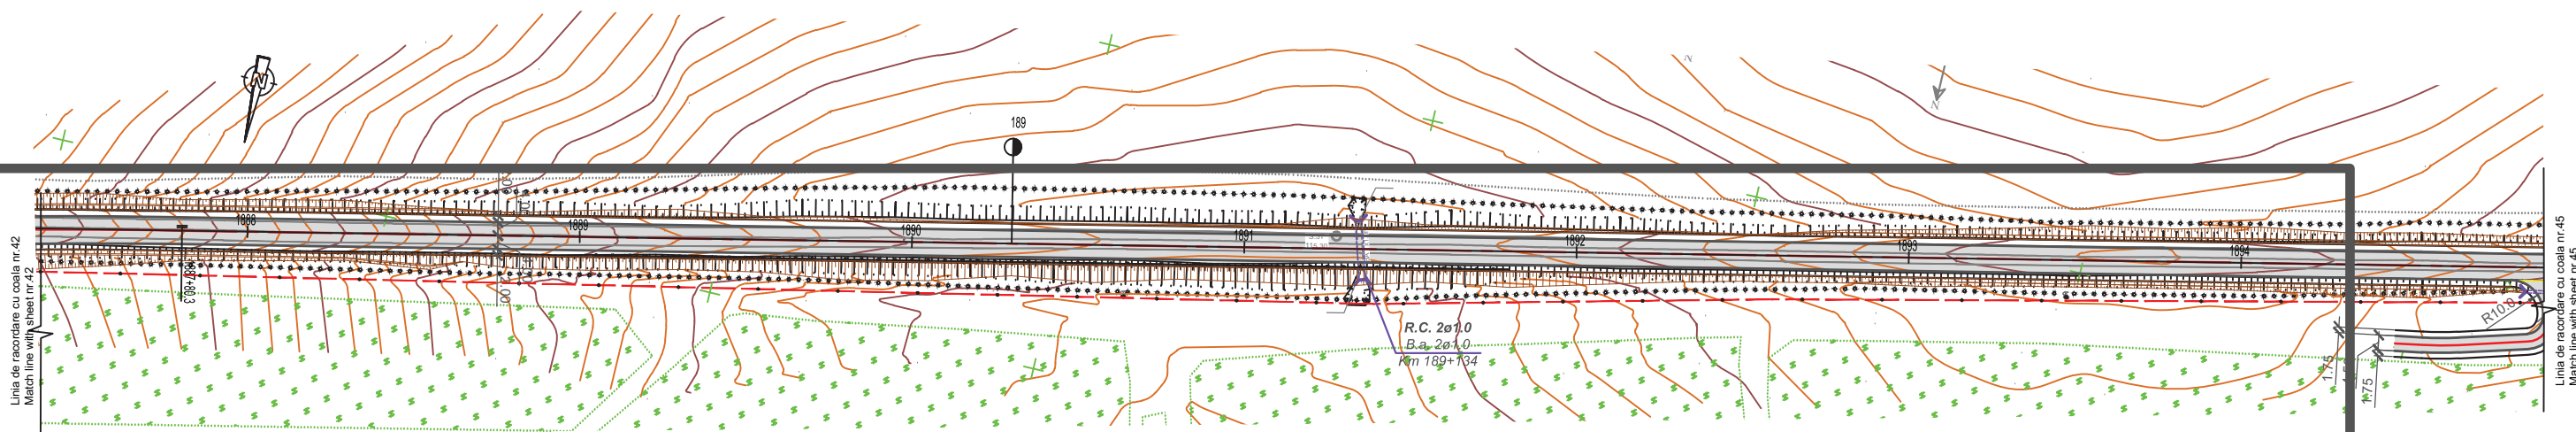 Linia de racordare cu coala nr.42
Match line with sheet nr.42
N
189
N
N
1888
1889
1890
1891
1892
1893
1894
R.C. 2ø1.0
B.a. 2ø1.0
Km 189+134
R10.0
1.75
1.75
Linia de racordare cu coala nr.45
Match line with sheet nr.45